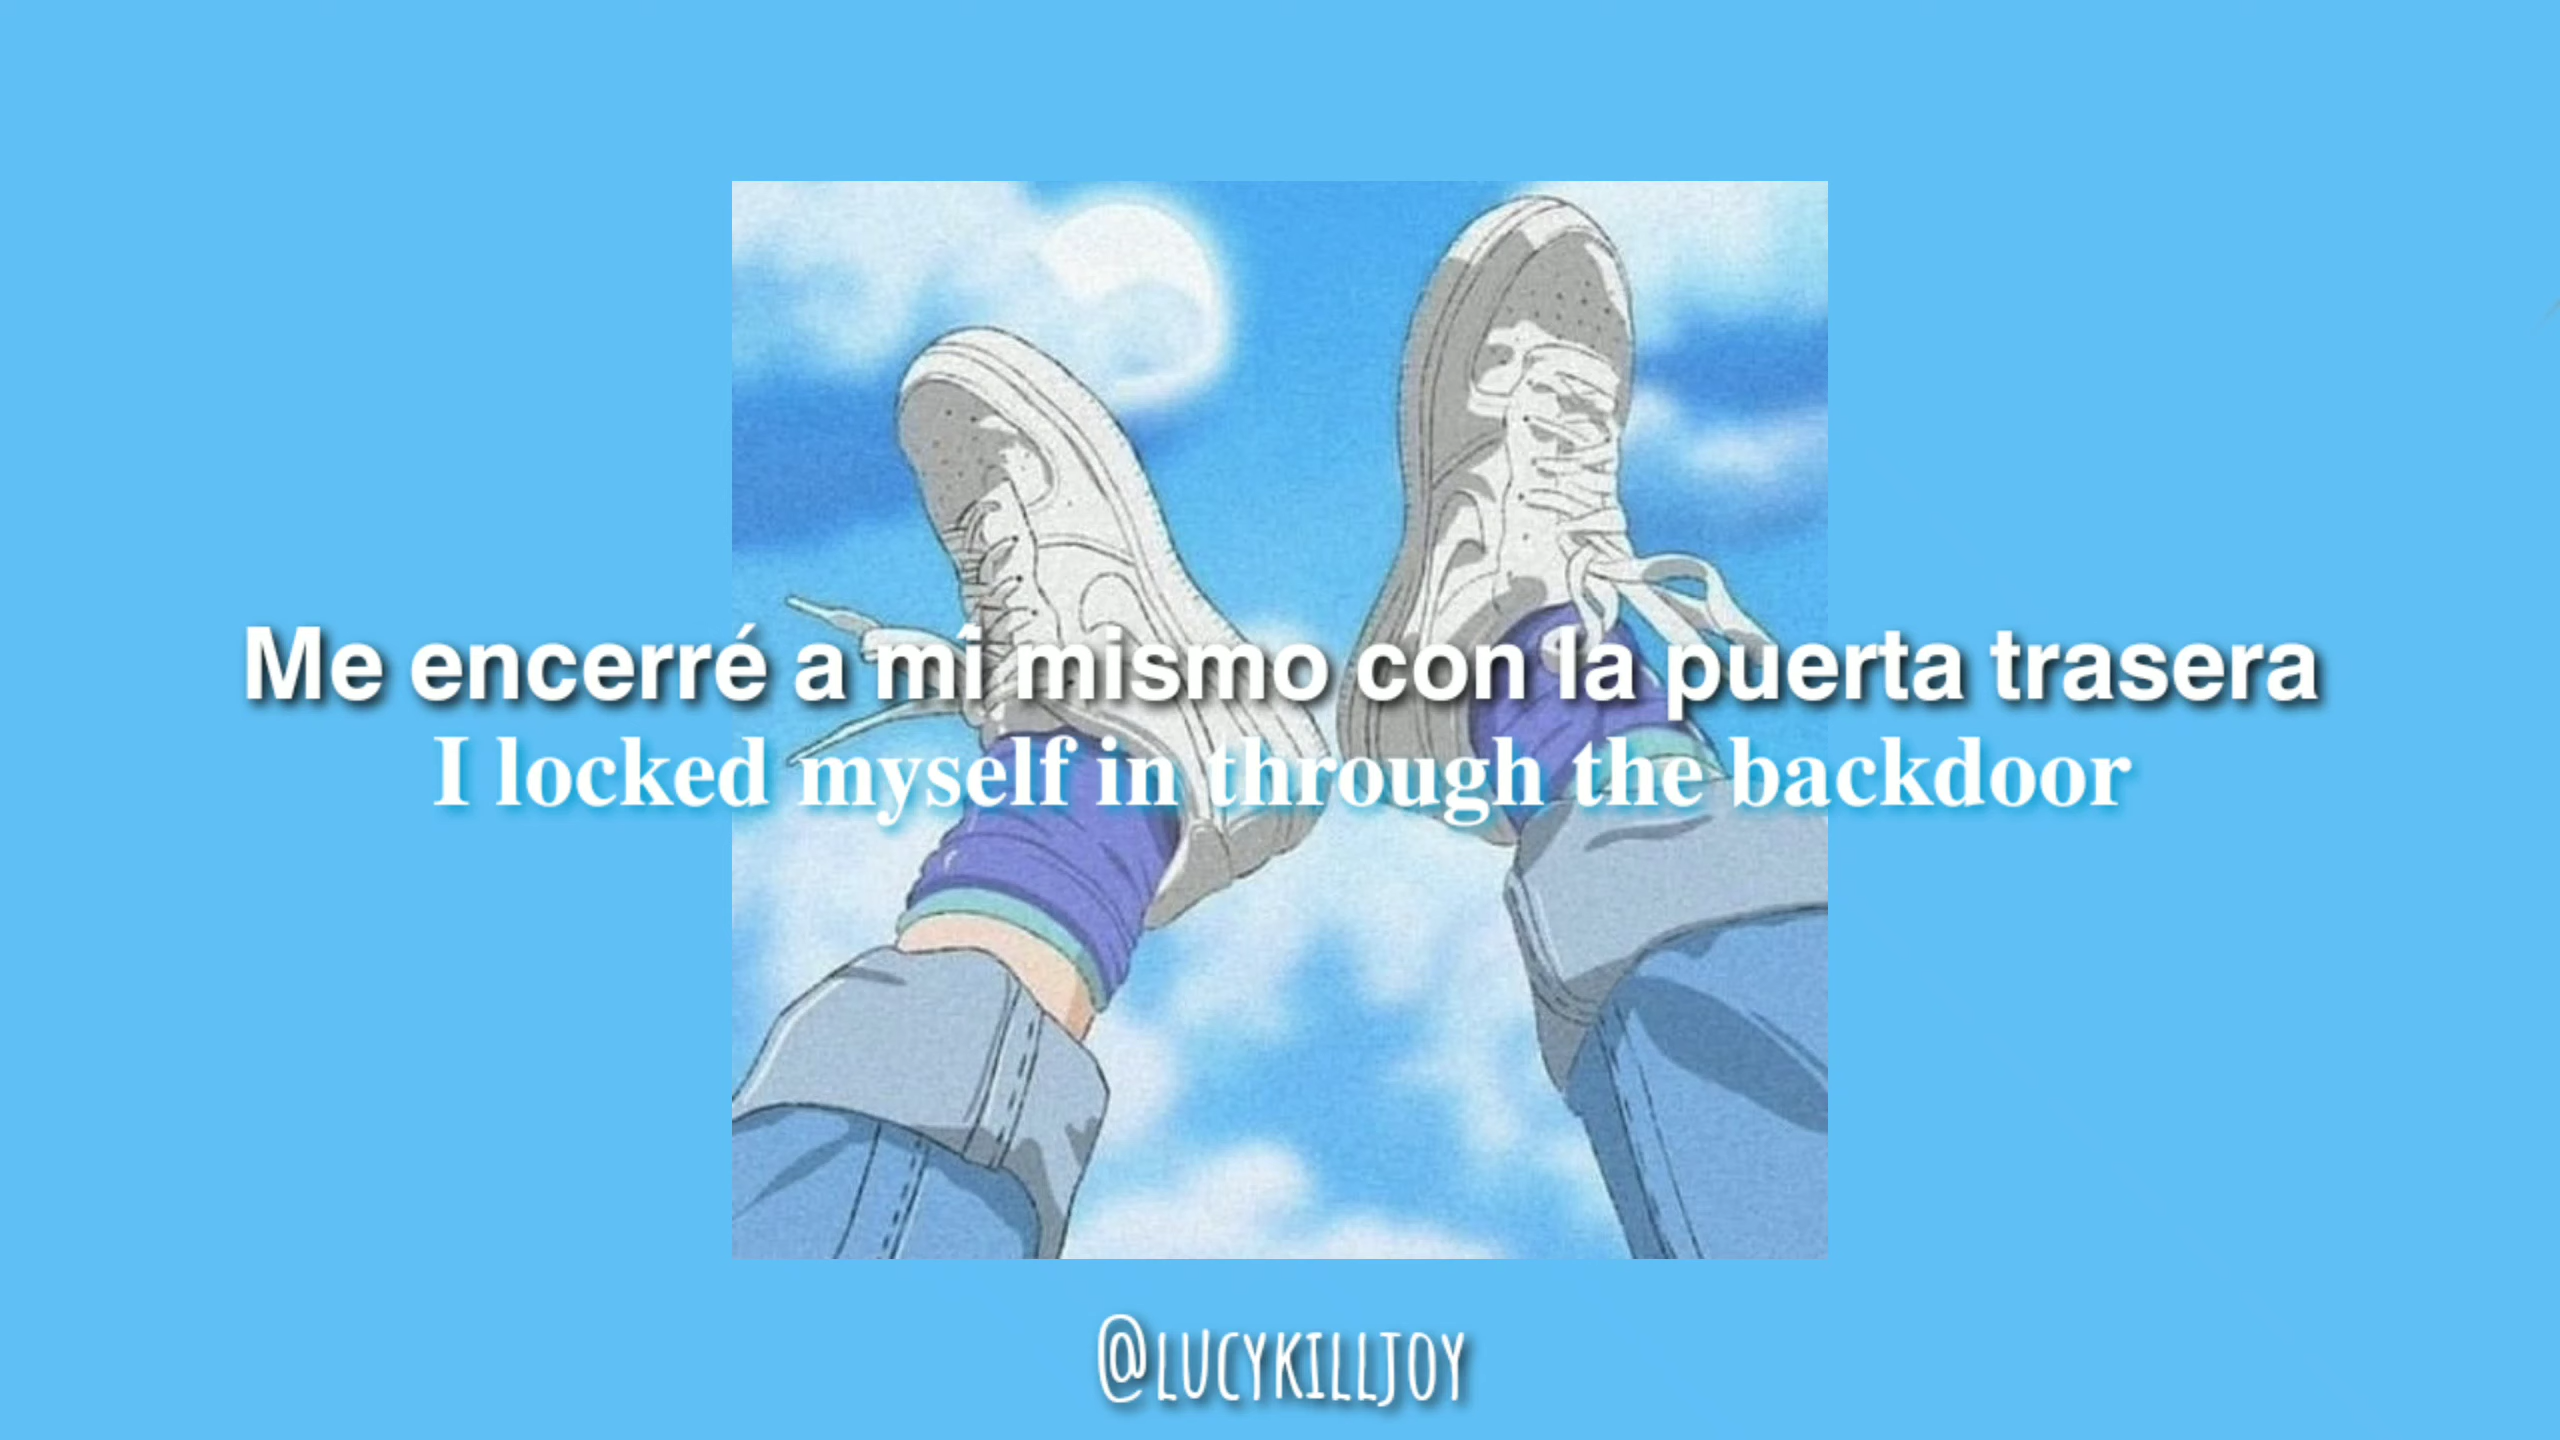 Me encerré a mí mismo con la puerta trasera
I locked myself in through the backdoor
@LUCYKILLJOY